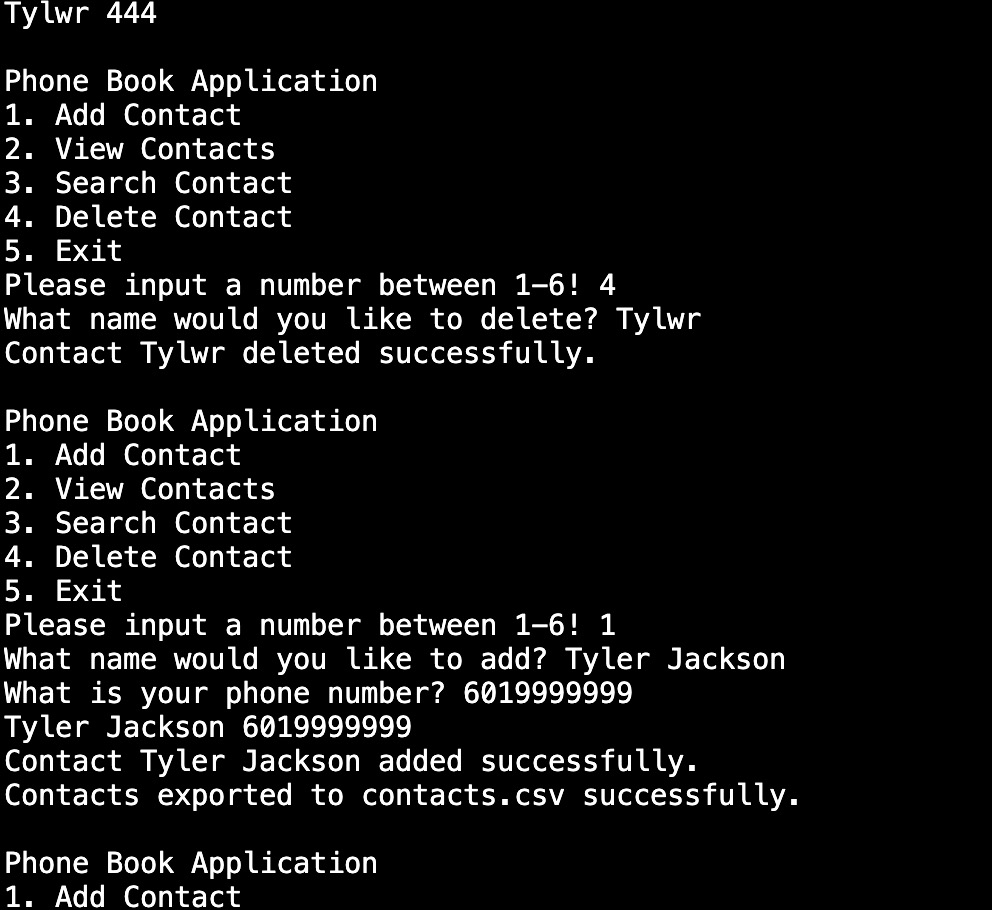 Tylwr 444
Phone Book Application
1. Add Contact
2. View Contacts
3. Search Contact
4. Delete Contact
5. Exit
Please input a number between 1-6! 4
What name would you like to delete? Tylwr
Contact Tylwr deleted successfully.
Phone Book Application
1. Add Contact
2. View Contacts
3. Search Contact
4. Delete Contact
5. Exit
Please input a number between 1-6! 1
What name would you like to add? Tyler Jackson
What is your phone number? 6019999999
Tyler Jackson 6019999999
Contact Tyler Jackson added successfully.
Contacts exported to contacts.csv successfully.
Phone Book Application
1. Add Contact